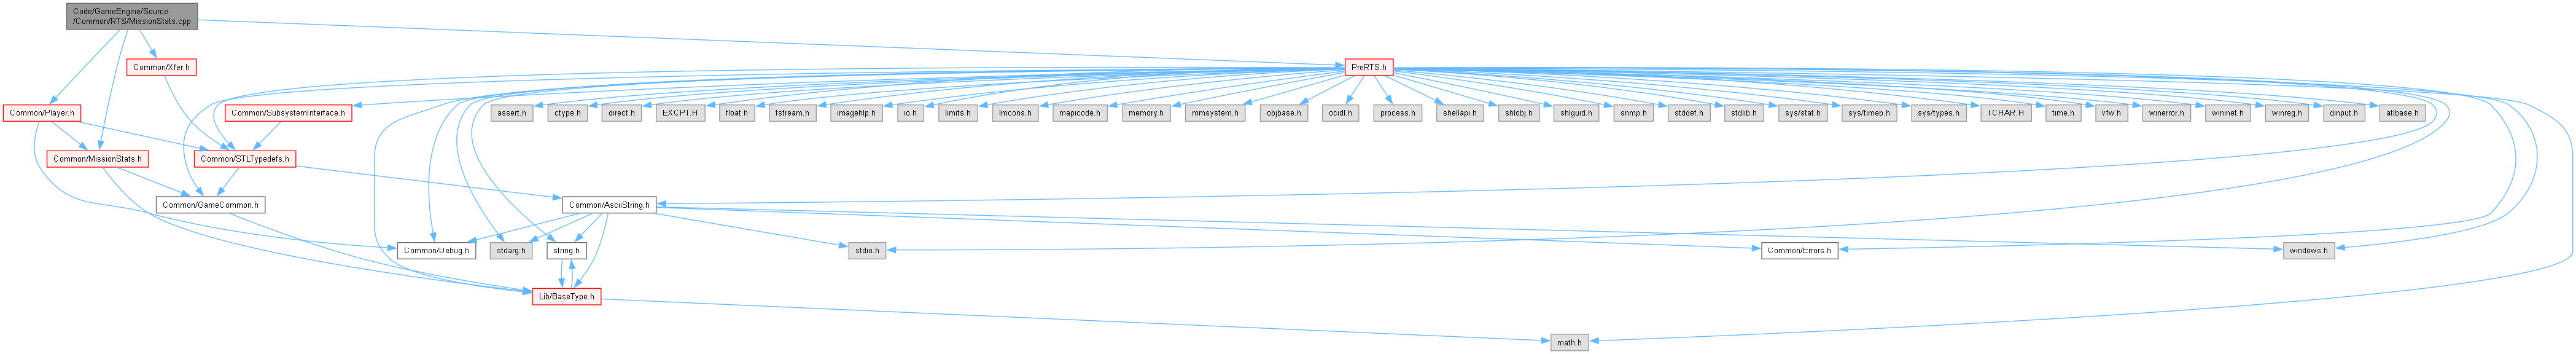 Code/GameEngine/Source
/Common/RTS/MissionStats.cpp
Common/Xfer.h
PreRTS.h
Common/Player.h
Common/SubsystemInterface.h
assert.h
ctype.h
direct.h
EXCPT.H
float.h
fstream.h
imagehlp.h
io.h
limits.h
lmcons.h
mapicode.h
memory.h
mmsystem.h
objbase.h
ocidl.h
process.h
shellapi.h
shlobj.h
shlguid.h
snmp.h
stddef.h
stdlib.h
sys/stat.h
sys/timeb.h
sys/types.h
TCHAR.H
time.h
vfw.h
winerror.h
wininet.h
winreg.h
dinput.h
atlbase.h
Common/MissionStats.h
Common/STLTypedefs.h
Common/GameCommon.h
Common/AsciiString.h
Common/Debug.h
stdarg.h
string.h
stdio.h
Common/Errors.h
windows.h
Lib/BaseType.h
math.h